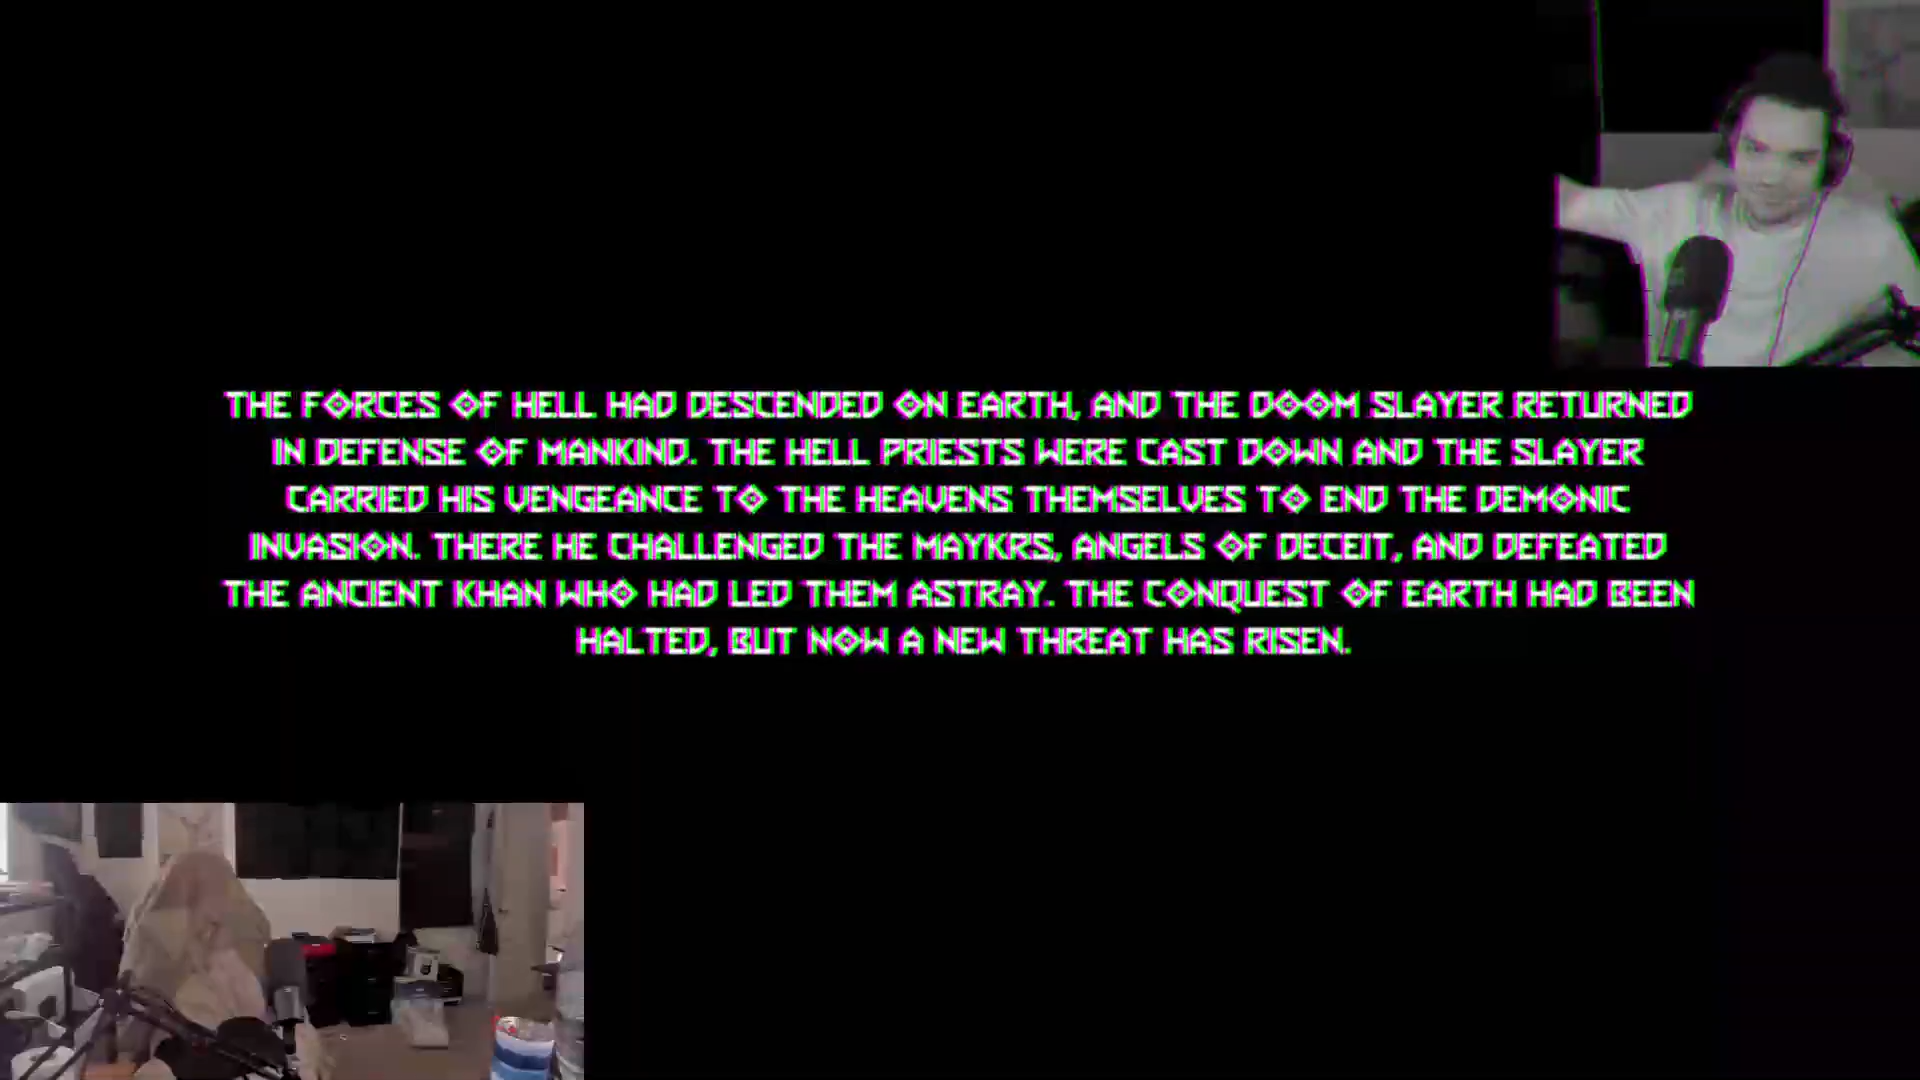 THE FORCES OF HELL HAD DESCENDED ON EARTH, AND THE DOOM SLAYER RETURNED
IN DEFENSE OF MANKIND. THE HELL PRIESTS WERE CAST DOWN AND THE SLAYER
CARRIED HIS VENGEANCE TO THE HEAVENS THEMSELVES TO END THE DEMONIC
INVASION. THERE HE CHALLENGED THE MAYKRS, ANGELS OF DECEIT, AND DEFEATED
THE ANCIENT KHAN WHO HAD LED THEM ASTRAY. THE CONQUEST OF EARTH HAD BEEN
HALTED, BUT NOW A NEW THREAT HAS RISEN.